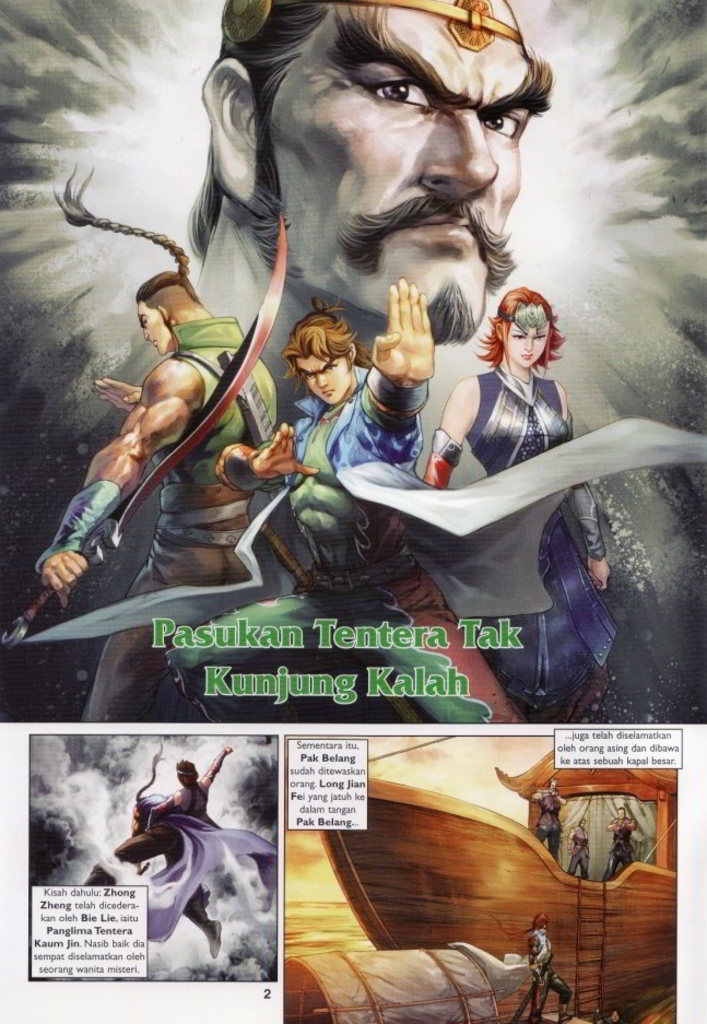 Pasukan Tentera Tak
Kunjung Kalah
Kisah dahulu: Zhong
Zheng telah dicedera-
kan oleh Bie Lie, iaitu
Panglima Tentera
Kaum Jin. Nasib baik dia
sempat diselamatkan oleh
seorang wanita misteri.
Sementara itu,
Pak Belang
sudah ditewaskan
orang. Long Jian
Fei yang jatuh ke
dalam tangan
Pak Belang...
...juga telah diselamatkan
oleh orang asing dan dibawa
ke atas sebuah kapal besar.
2